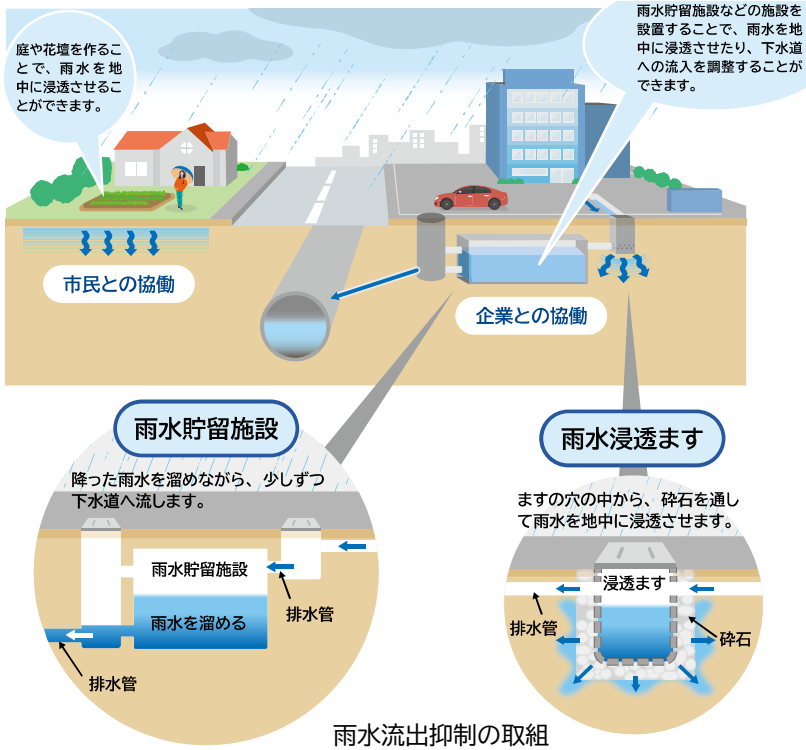 庭や花壇を作るこ
とで、雨水を地
中に浸透させるこ
とができます。
雨水貯留施設などの施設を
設置することで、雨水を地
中に浸透させたり、下水道
への流入を調整することが
できます。
市民との協働
企業との協働
雨水貯留施設
降った雨水を溜めながら、少しずつ
下水道へ流します。
雨水貯留施設
雨水を溜める
排水管
排水管
雨水浸透ます
ますの穴の中から、砕石を通し
て雨水を地中に浸透させます。
浸透ます
排水管
砕石
雨水流出抑制の取組